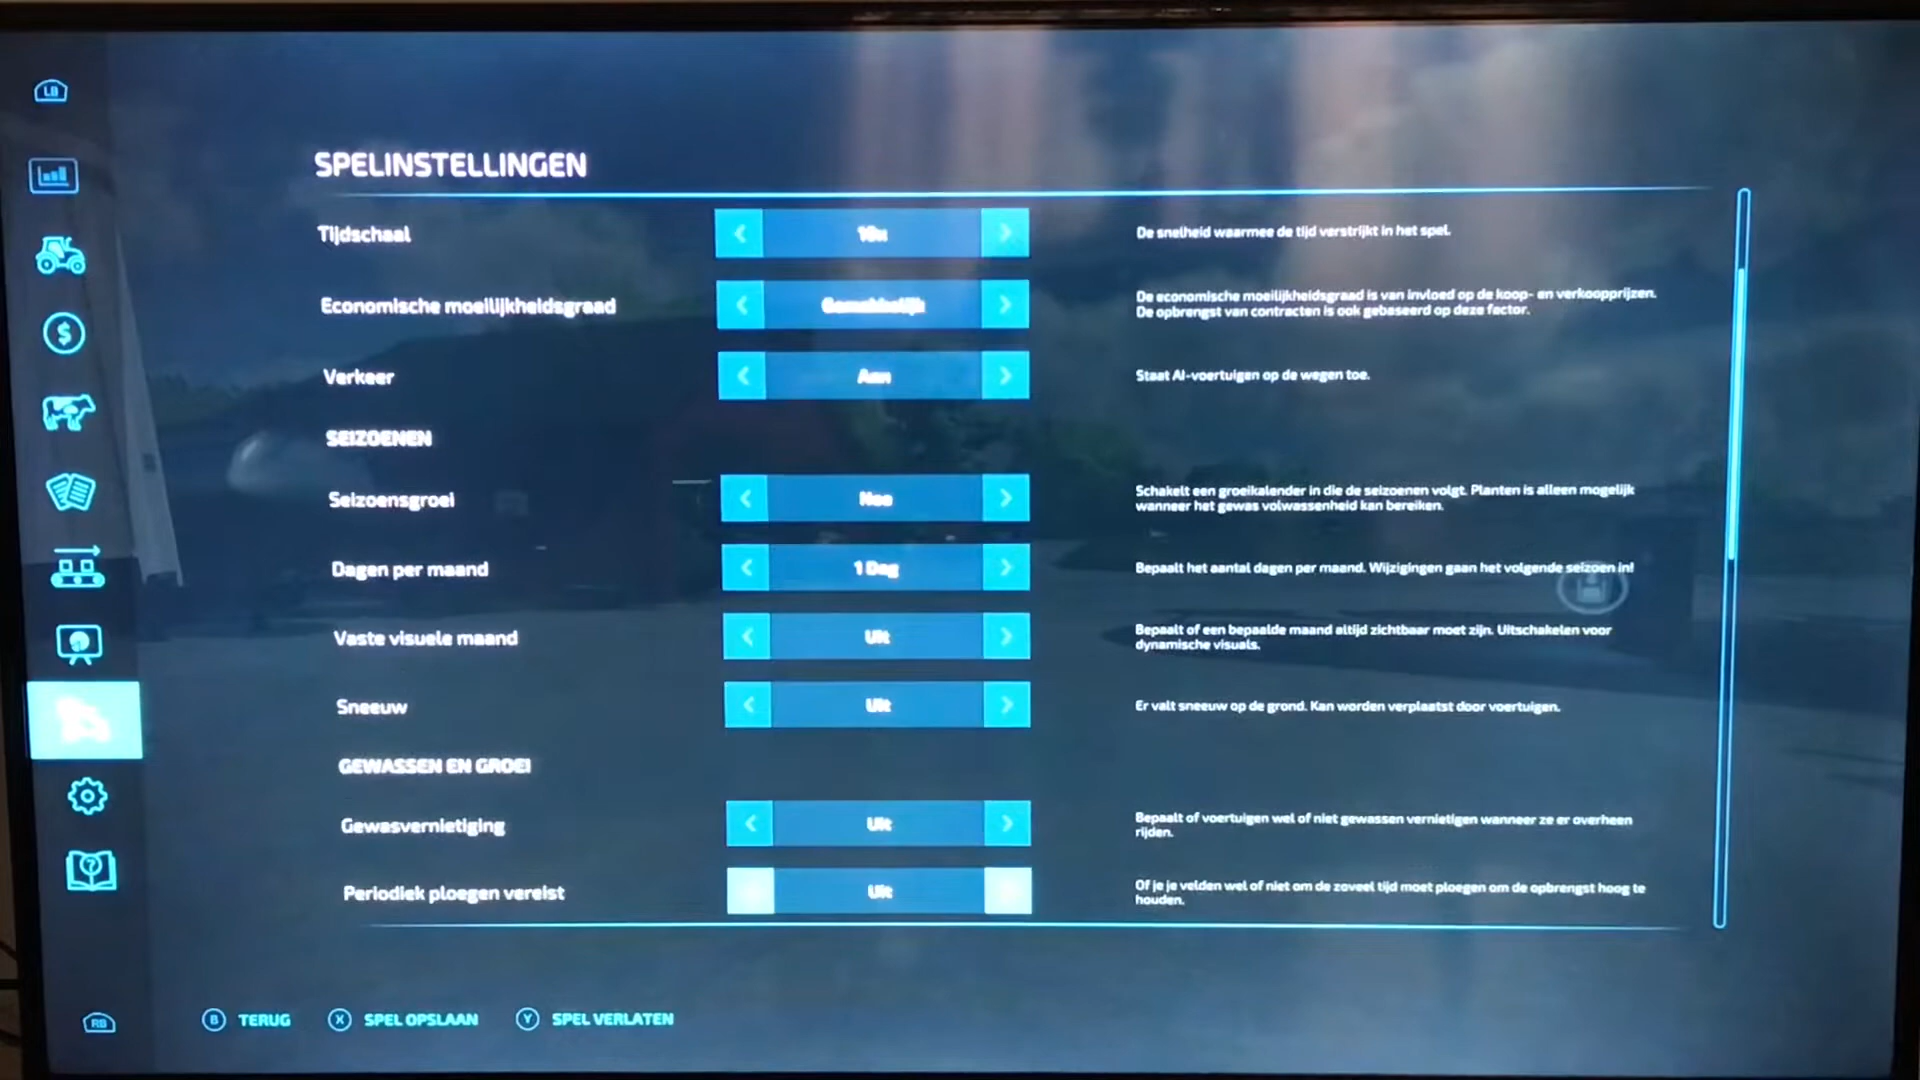 LB
SPELINSTELLINGEN
Tijdschaal
De snelheid waarmee de tijd verstrijkt in het spel.
Economische moeilijkheidsgraad
Gemakkelijk
De economische moeilijkheidsgraad is van invloed op de koop- en verkoopprijzen.
De opbrengst van contracten is ook gebaseerd op deze factor.
Verkeer
Aan
Staat AI-voertuigen op de wegen toe.
SEIZOENEN
Seizoensgroei
Nee
Schakelt een groeikalender in die de seizoenen volgt. Planten is alleen mogelijk
wanneer het gewas volwassenheid kan bereiken.
Dagen per maand
1 Dag
Bepaalt het aantal dagen per maand. Wijzigingen gaan het volgende seizoen in!
Vaste visuele maand
Uit
Bepaalt of een bepaalde maand altijd zichtbaar moet zijn. Uitschakelen voor
dynamische visuals.
Sneeuw
Uit
Er valt sneeuw op de grond. Kan worden verplaatst door voertuigen.
GEWASSEN EN GROEI
Gewasvernietiging
Uit
Bepaalt of voertuigen wel of niet gewassen vernietigen wanneer ze er overheen
rijden.
Periodiek ploegen vereist
Uit
Of je je velden wel of niet om de zoveel tijd moet ploegen om de opbrengst hoog te
houden.
RB
B TERUG
X SPEL OPSLAAN
Y SPEL VERLATEN